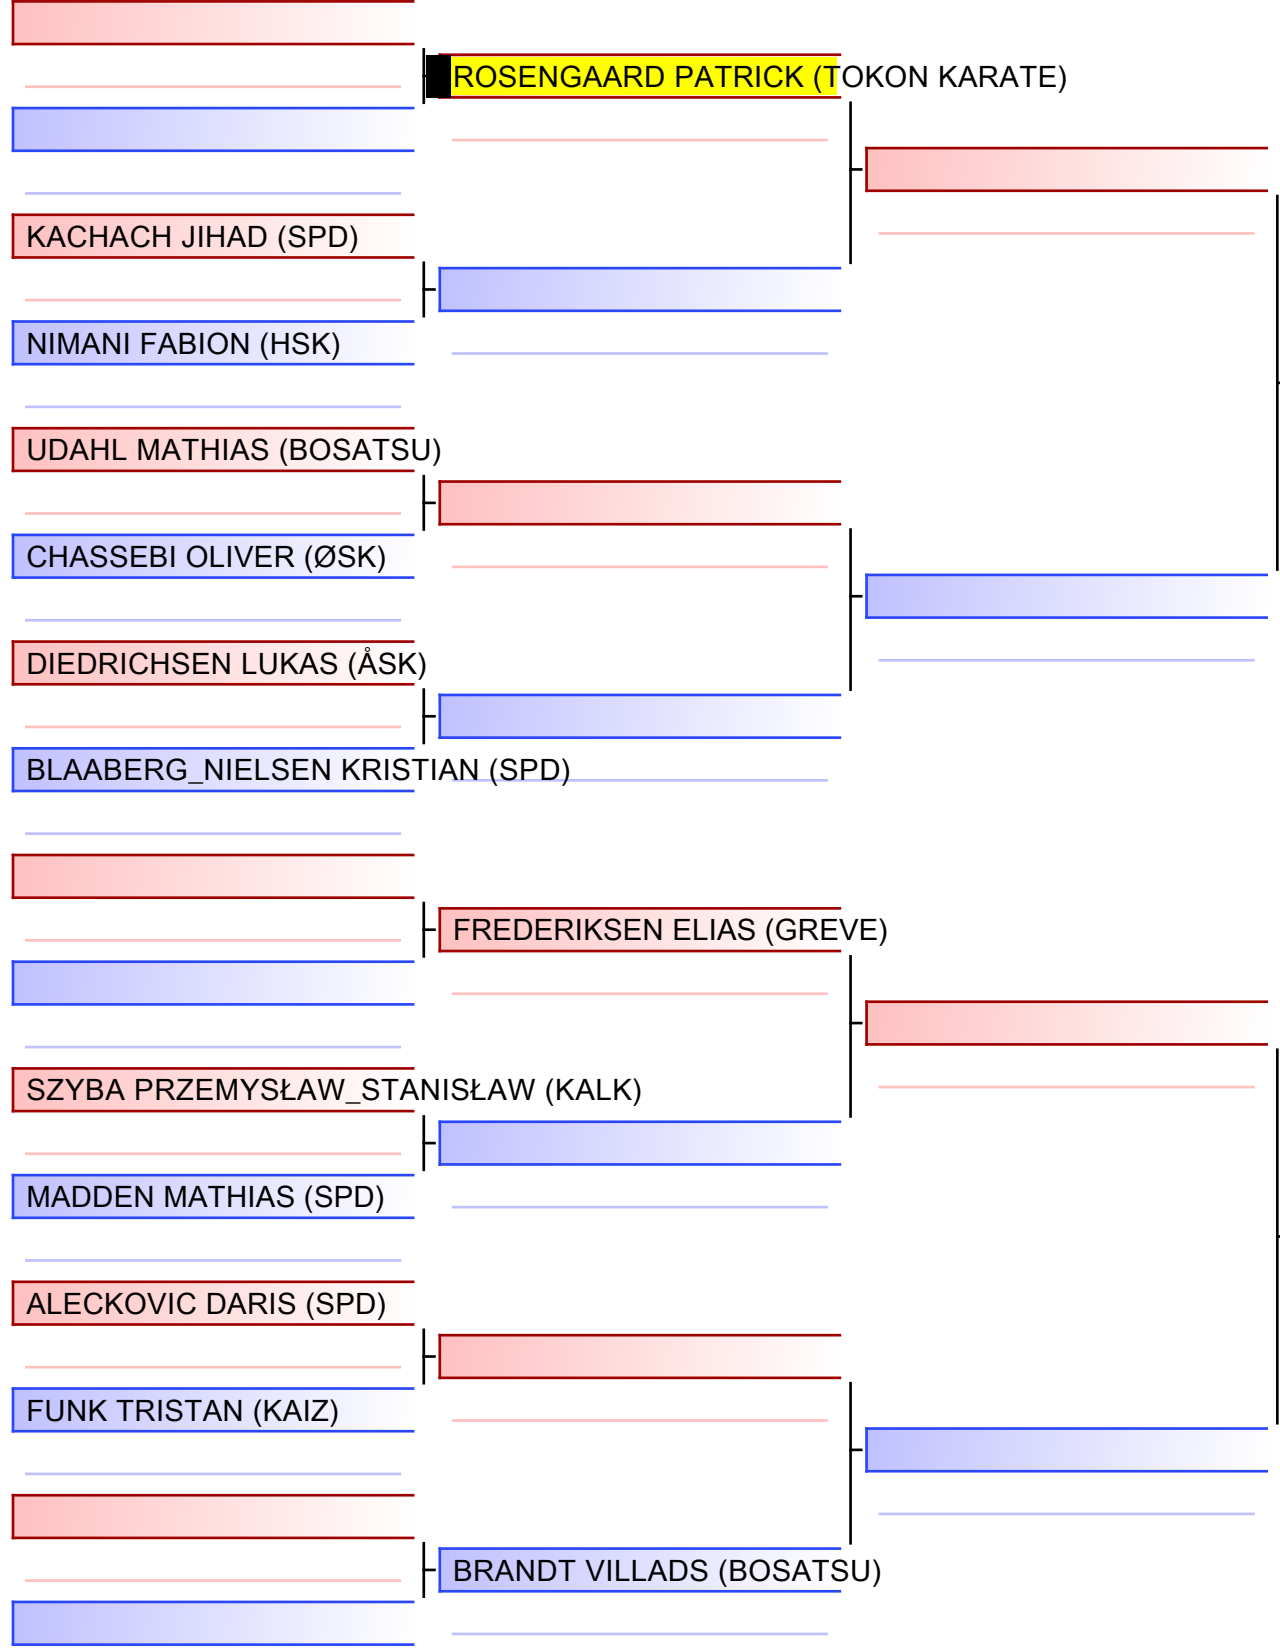 ROSENGAARD PATRICK (TOKON KARATE)
KACHACH JIHAD (SPD)
NIMANI FABION (HSK)
UDAHL MATHIAS (BOSATSU)
CHASSEBI OLIVER (ØSK)
DIEDRICHSEN LUKAS (ÅSK)
BLAABERG_NIELSEN KRISTIAN (SPD)
FREDERIKSEN ELIAS (GREVE)
SZYBA PRZEMYSŁAW_STANISŁAW (KALK)
MADDEN MATHIAS (SPD)
ALECKOVIC DARIS (SPD)
FUNK TRISTAN (KAIZ)
BRANDT VILLADS (BOSATSU)